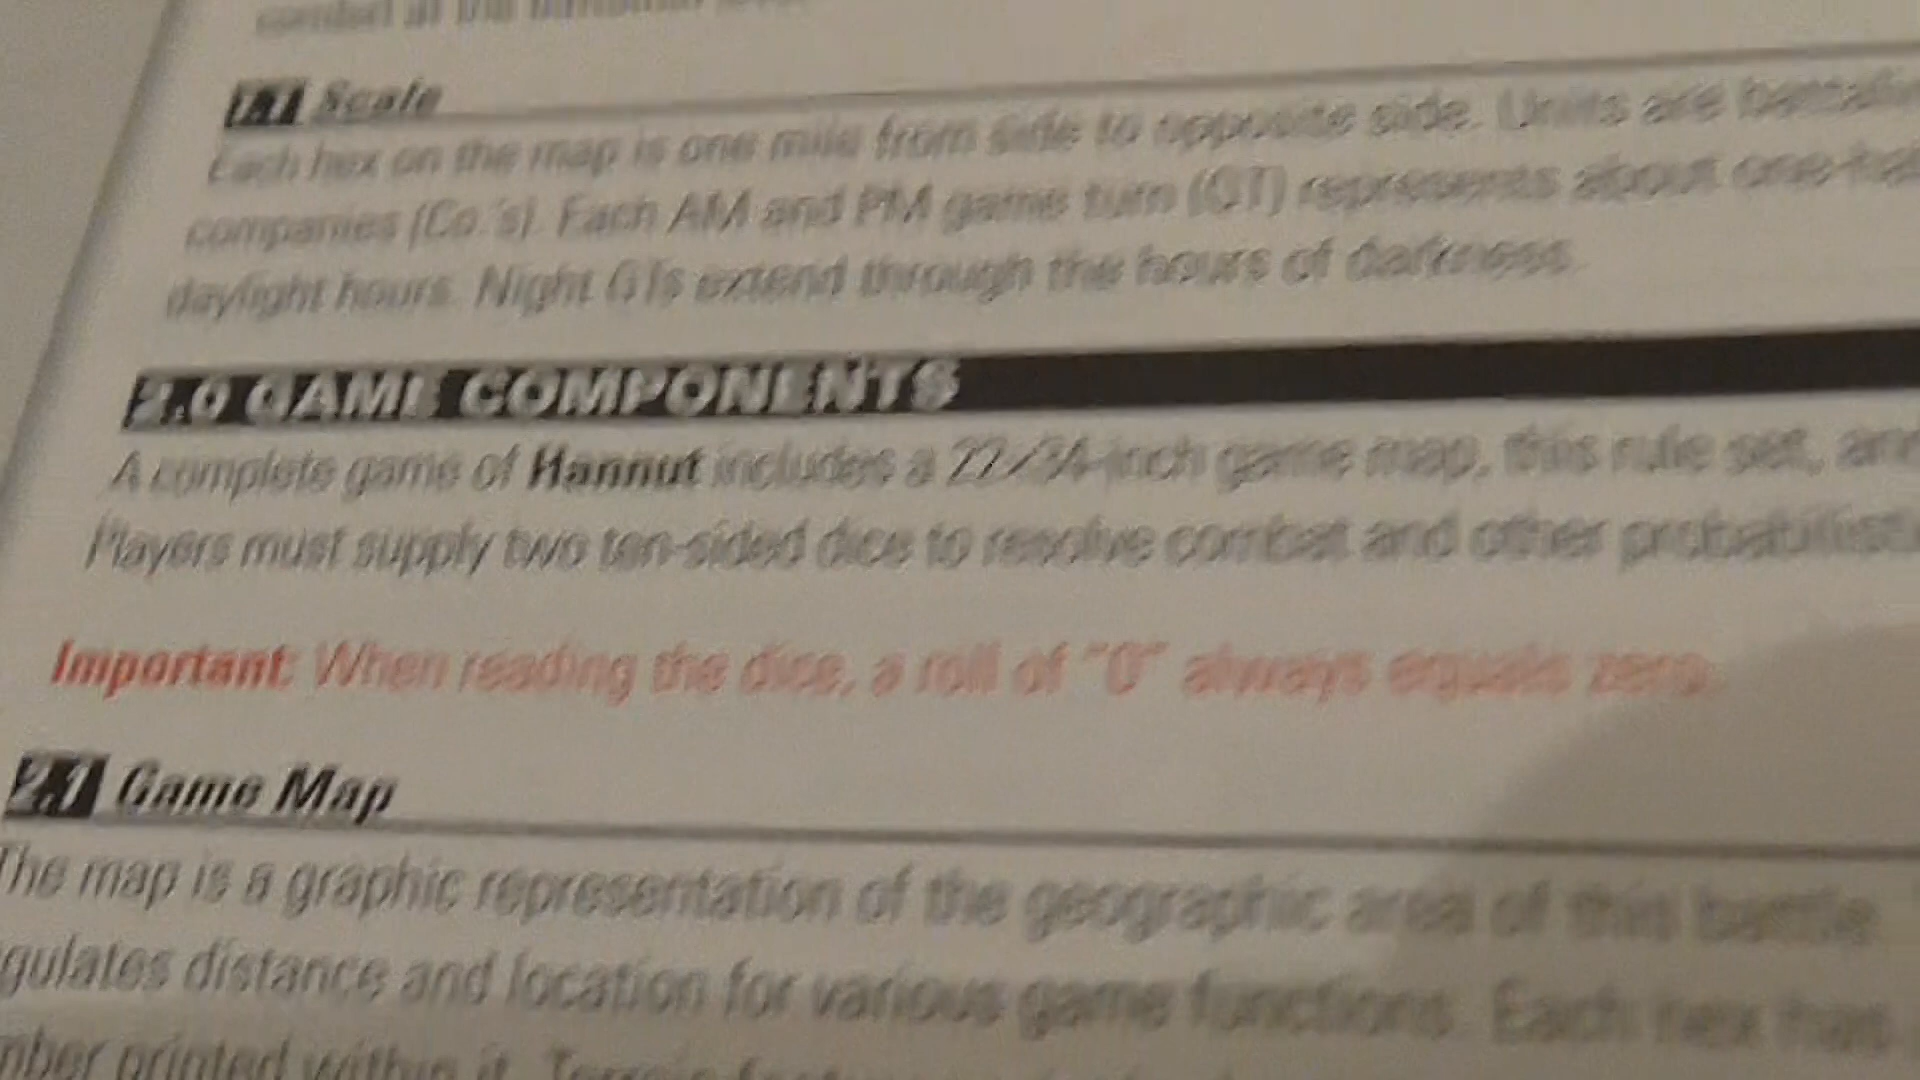 1.1 Scale
Each hex on the map is one mile from side to opposite side. Units are
companies (Co.'s). Each AM and PM game turn (GT) represents about
daylight hours. Night GTs extend through the hours of darkness.
2.0 GAME COMPONENTS
A complete game of Hannut includes a 22×34-inch game map, this rule set,
Players must supply two ten-sided dice to resolve combat and other
Important: When reading the dice, a roll of "0" always equals zero.
2.1 Game Map
The map is a graphic representation of the geographic area of this battle.
gulates distance and location for various game functions. Each hex has
printed within it.